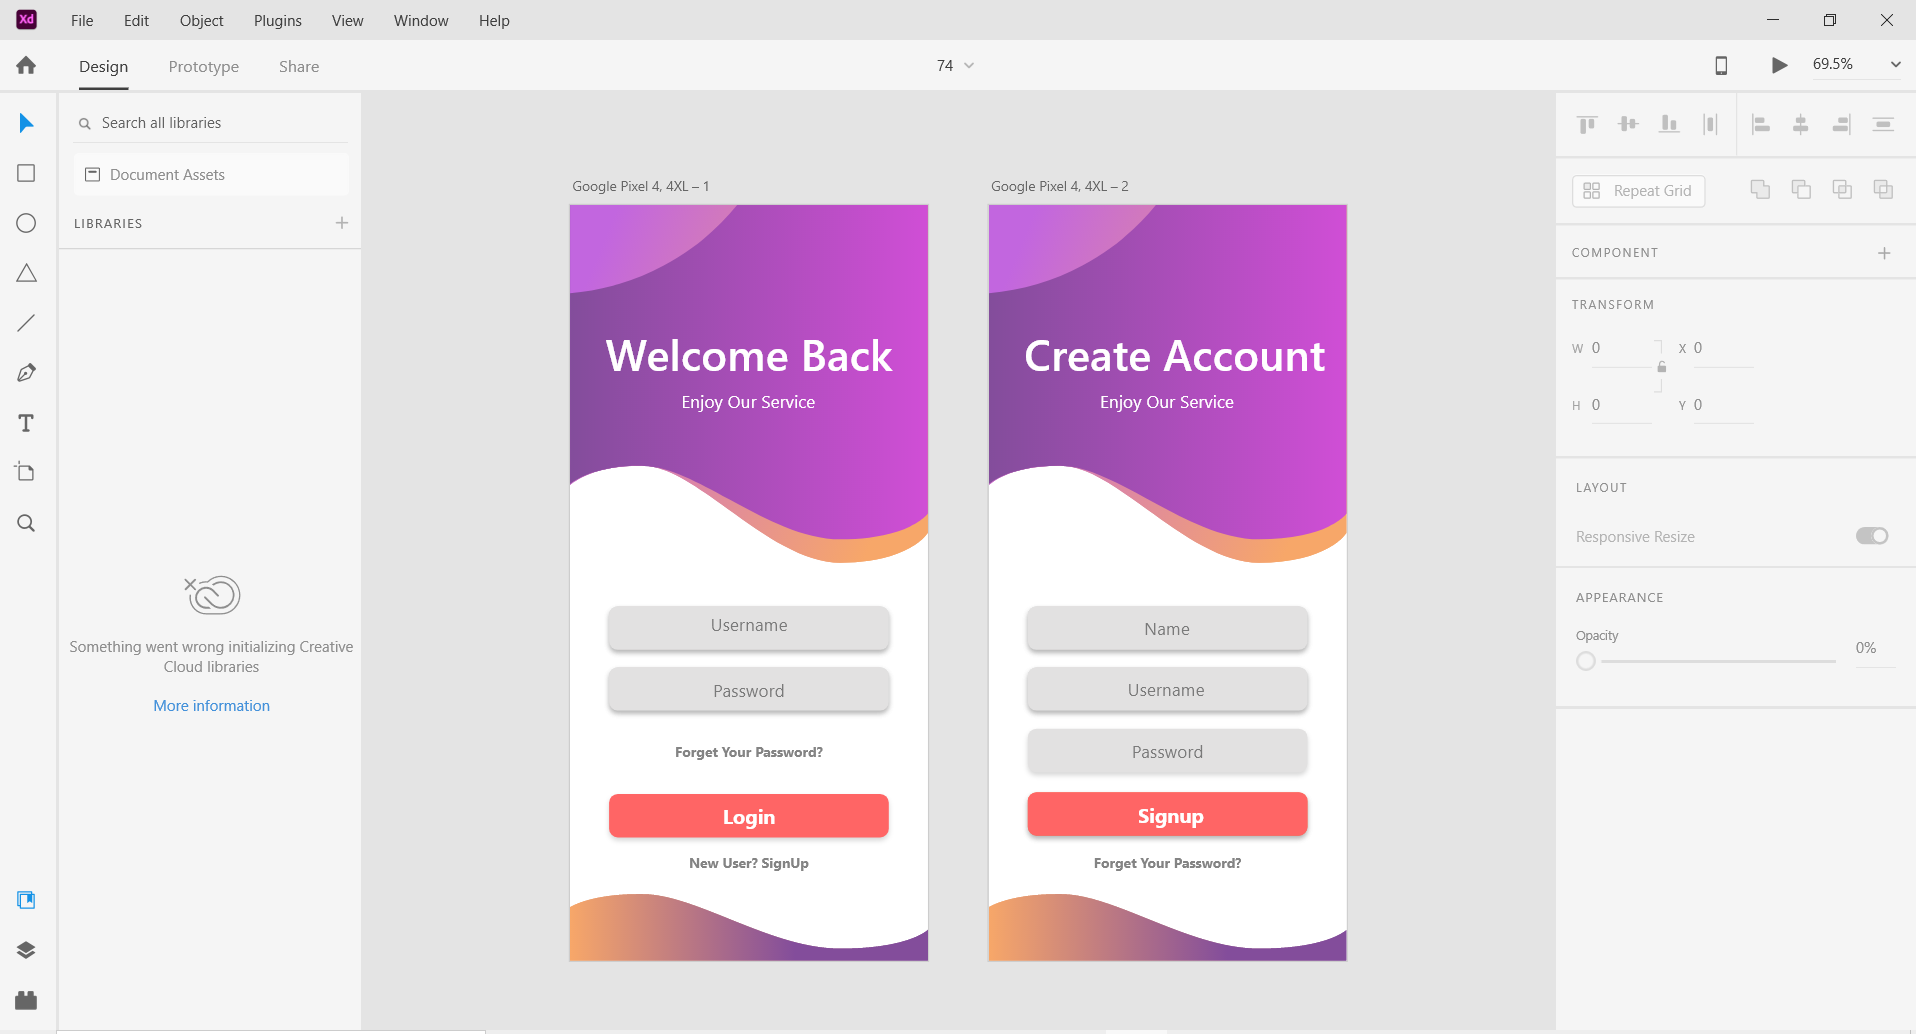 Xd File Edit Object Plugins View Window Help
Design Prototype Share 74 69.5%
Search all libraries
Document Assets
LIBRARIES
Something went wrong initializing Creative
Cloud libraries
More information
Google Pixel 4, 4XL – 1
Welcome Back
Enjoy Our Service
Username
Password
Forget Your Password?
Login
New User? SignUp
Google Pixel 4, 4XL – 2
Create Account
Enjoy Our Service
Name
Username
Password
Signup
Forget Your Password?
Repeat Grid
COMPONENT
TRANSFORM
W 0 X 0
H 0 Y 0
LAYOUT
Responsive Resize
APPEARANCE
Opacity
0%